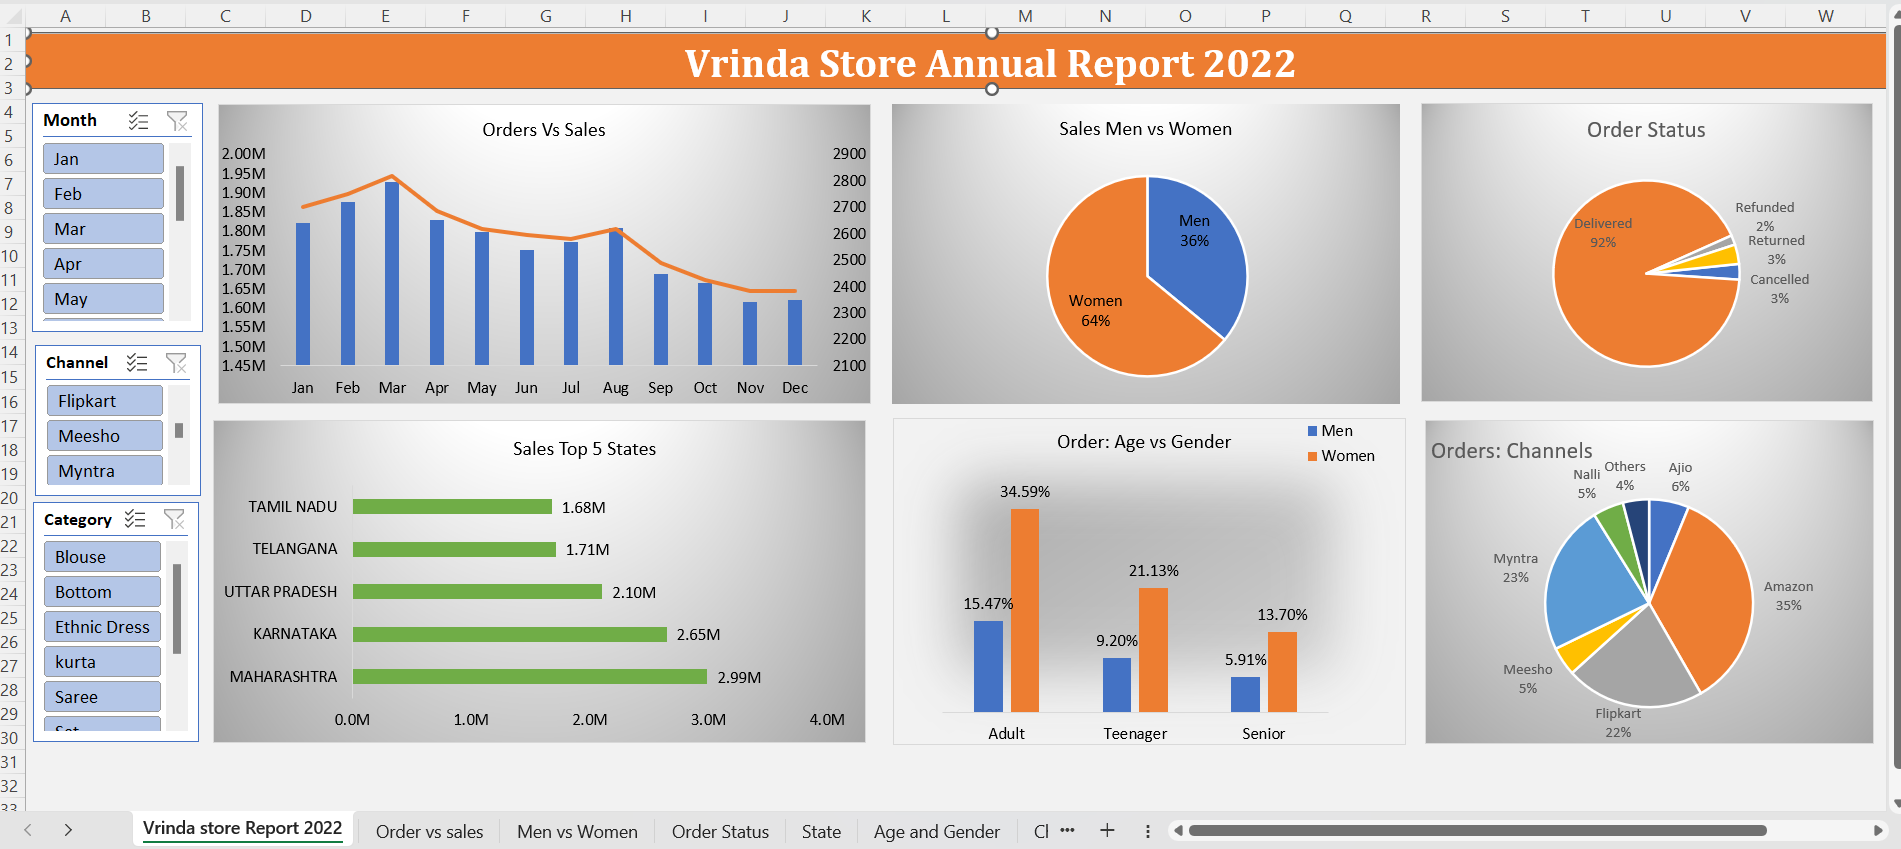 A B C D E F G H I J K L M N O P Q R S T U V W
1
2
3
4
5
6
7
8
9
10
11
12
13
14
15
16
17
18
19
20
21
22
23
24
25
26
27
28
29
30
31
32
33
Vrinda Store Annual Report 2022
Month
Jan
Feb
Mar
Apr
May
Channel
Flipkart
Meesho
Myntra
Category
Blouse
Bottom
Ethnic Dress
kurta
Saree
Set
Orders Vs Sales
2.00M
1.95M
1.90M
1.85M
1.80M
1.75M
1.70M
1.65M
1.60M
1.55M
1.50M
1.45M
2900
2800
2700
2600
2500
2400
2300
2200
2100
Jan Feb Mar Apr May Jun Jul Aug Sep Oct Nov Dec
Sales Men vs Women
Men
36%
Women
64%
Order Status
Delivered
92%
Refunded
2%
Returned
3%
Cancelled
3%
Sales Top 5 States
TAMIL NADU 1.68M
TELANGANA 1.71M
UTTAR PRADESH 2.10M
KARNATAKA 2.65M
MAHARASHTRA 2.99M
0.0M 1.0M 2.0M 3.0M 4.0M
Order: Age vs Gender
Men
Women
34.59%
15.47%
21.13%
9.20%
13.70%
5.91%
Adult Teenager Senior
Orders: Channels
Nalli
5%
Others
4%
Ajio
6%
Myntra
23%
Amazon
35%
Meesho
5%
Flipkart
22%
Vrinda store Report 2022 Order vs sales Men vs Women Order Status State Age and Gender Cl